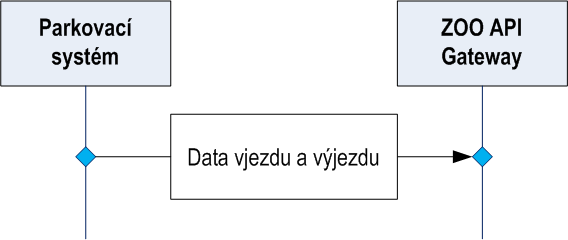 Parkovací
systém
ZOO API
Gateway
Data vjezdu a výjezdu